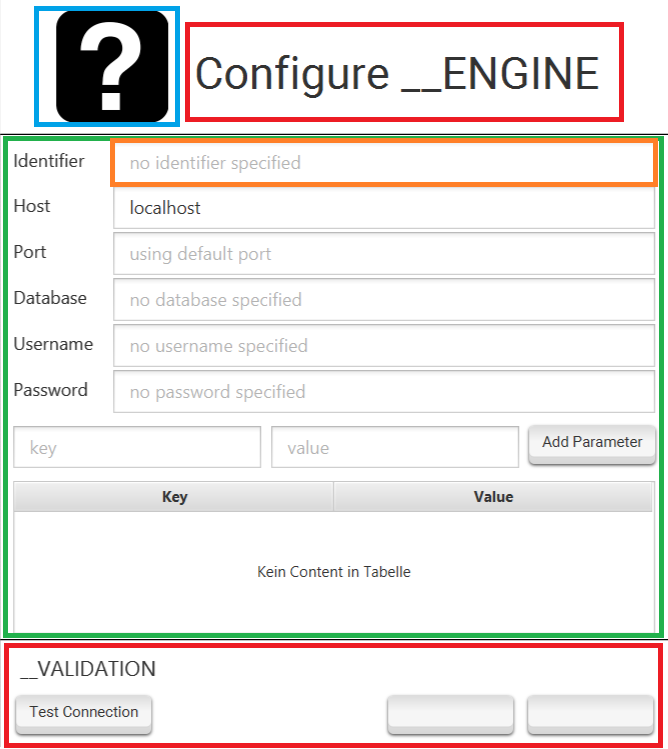 ?
Configure __ENGINE
Identifier no identifier specified
Host localhost
Port using default port
Database no database specified
Username no username specified
Password no password specified
key value Add Parameter
Key Value
Kein Content in Tabelle
__VALIDATION
Test Connection